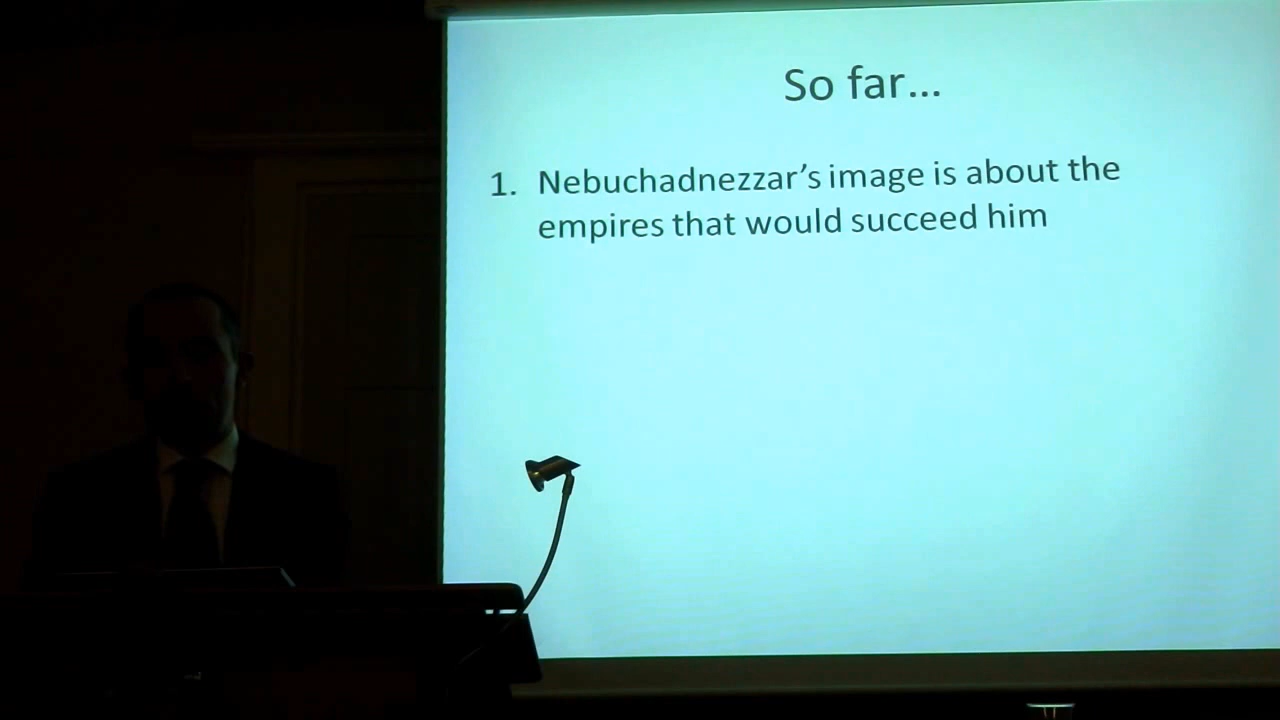 So far...
1. Nebuchadnezzar's image is about the
empires that would succeed him